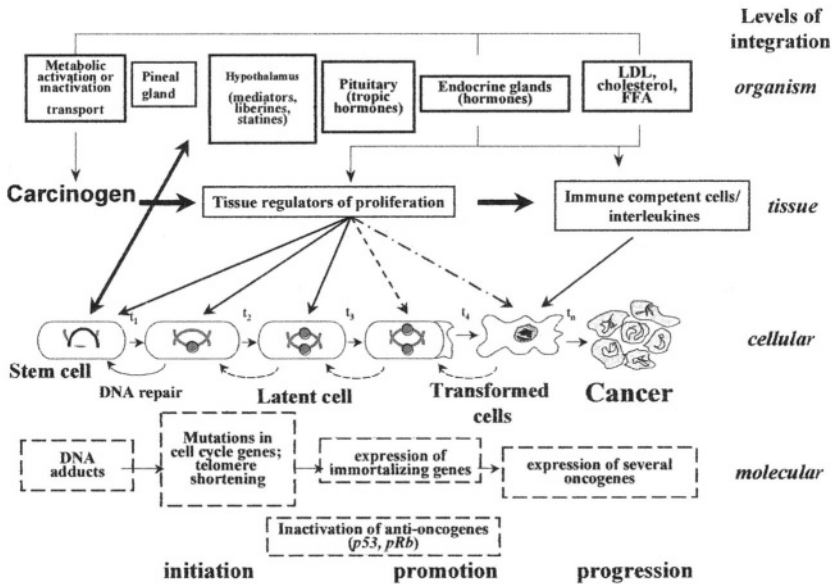 Levels of
integration
Metabolic
activation or
inactivation
transport
Pineal
gland
Hypothalamus
(mediators,
liberines,
statines)
Pituitary
(tropic
hormones)
Endocrine glands
(hormones)
LDL,
cholesterol,
FFA
organism
Carcinogen
Tissue regulators of proliferation
Immune competent cells/
interleukines
tissue
t1
t2
t3
t4
tn
cellular
Stem cell
DNA repair
Latent cell
Transformed
cells
Cancer
DNA
adducts
Mutations in
cell cycle genes;
telomere
shortening
expression of
immortalizing genes
expression of several
oncogenes
molecular
Inactivation of anti-oncogenes
(p53, pRb)
initiation
promotion
progression